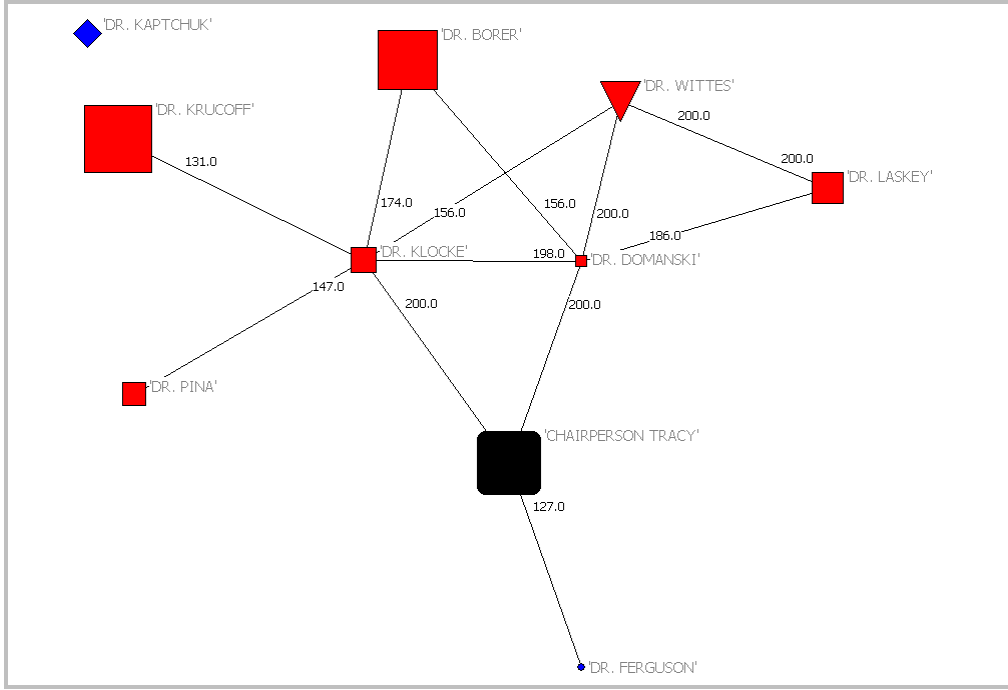 'DR. KAPTCHUK'
'DR. BORER'
'DR. WITTES'
'DR. KRUCOFF'
200.0
131.0
200.0
'DR. LASKEY'
174.0
156.0
156.0
200.0
186.0
'DR. KLOCKE'
198.0
'DR. DOMANSKI'
147.0
200.0
200.0
'DR. PINA'
'CHAIRPERSON TRACY'
127.0
'DR. FERGUSON'